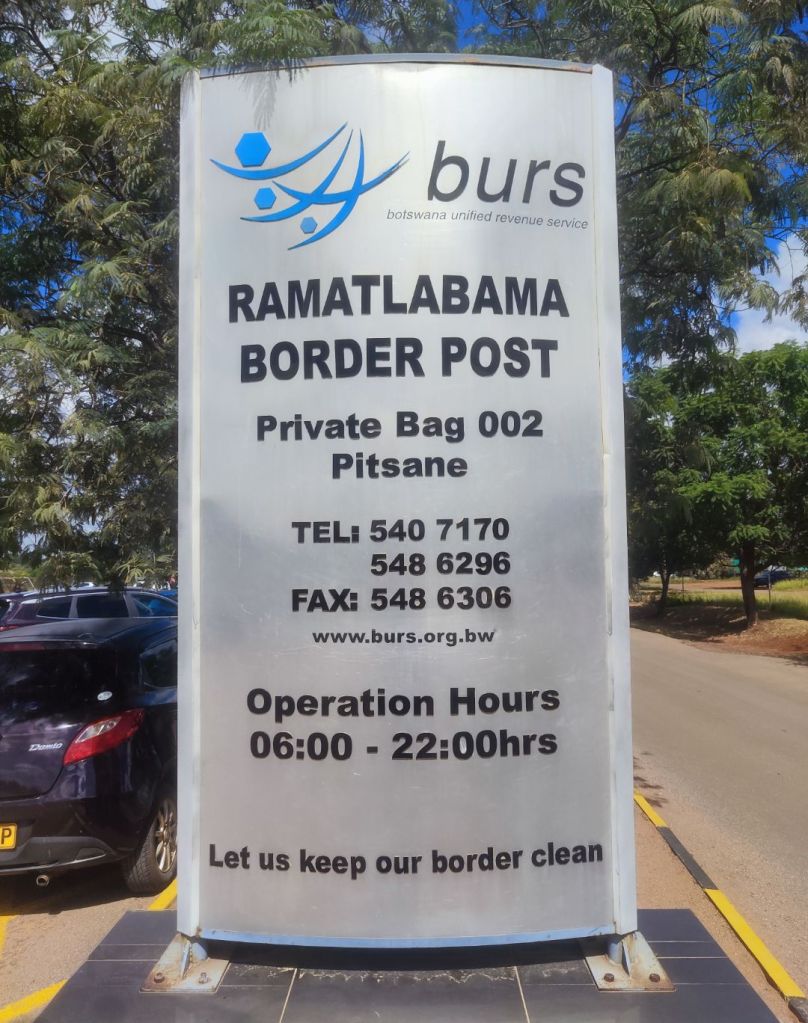 burs
botswana unified revenue service
RAMATLABAMA
BORDER POST
Private Bag 002
Pitsane
TEL: 540 7170
548 6296
FAX: 548 6306
www.burs.org.bw
Operation Hours
06:00 - 22:00hrs
Let us keep our border clean
Demio
P